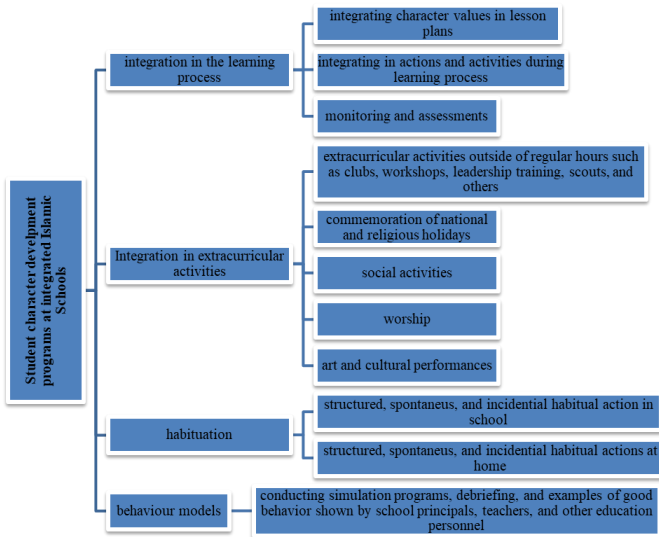 Student character develpment
programs at integrated Islamic
Schools
integration in the learning
process
integrating character values in lesson
plans
integrating in actions and activities during
learning process
monitoring and assessments
Integration in extracurricular
activities
extracurricular activities outside of regular hours such
as clubs, workshops, leadership training, scouts, and
others
commemoration of national
and religious holidays
social activities
worship
art and cultural performances
habituation
structured, spontaneus, and incidential habitual action in
school
structured, spontaneus, and incidential habitual actions at
home
behaviour models
conducting simulation programs, debriefing, and examples of good
behavior shown by school principals, teachers, and other education
personnel